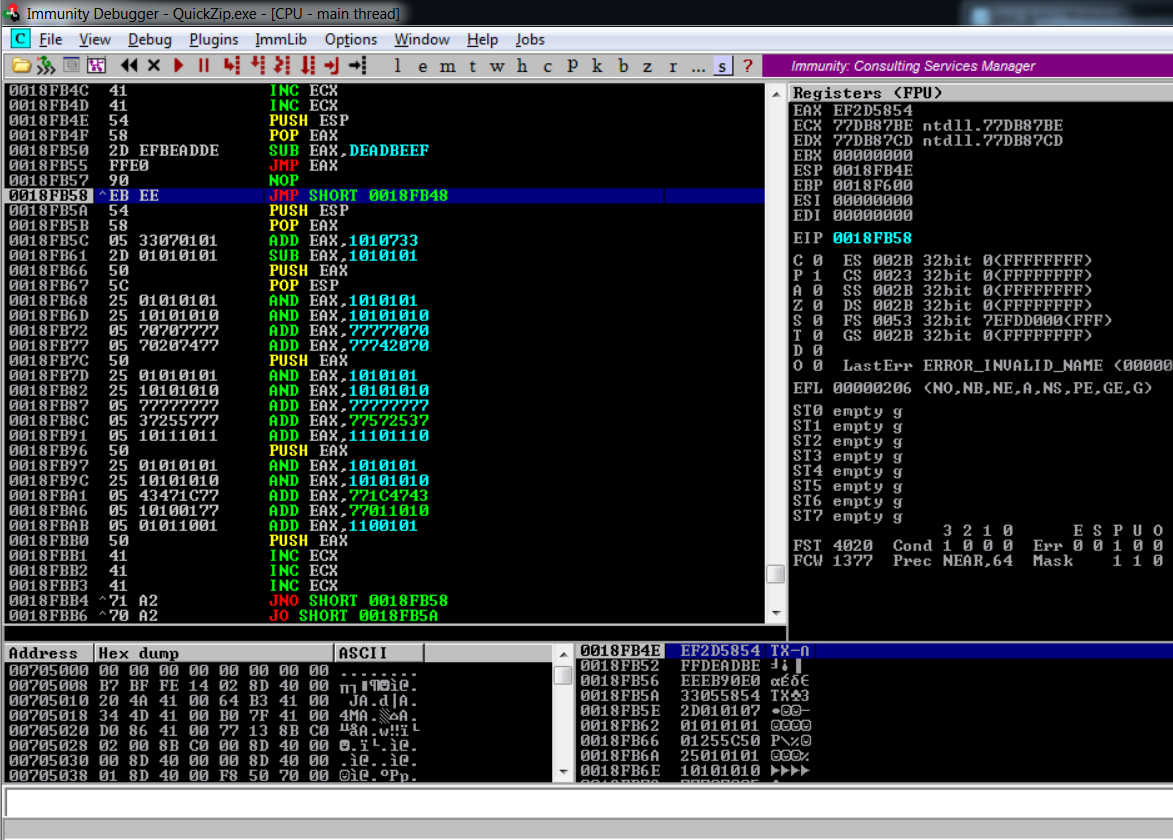 Immunity Debugger - QuickZip.exe - [CPU - main thread]
C File View Debug Plugins ImmLib Options Window Help Jobs
l e m t w h c P k b z r ... s ? Immunity: Consulting Services Manager
0018FB4C 41 INC ECX
0018FB4D 41 INC ECX
0018FB4E 54 PUSH ESP
0018FB4F 58 POP EAX
0018FB50 2D EFBEADDE SUB EAX,DEADBEEF
0018FB55 FFE0 JMP EAX
0018FB57 90 NOP
0018FB58 ^EB EE JMP SHORT 0018FB48
0018FB5A 54 PUSH ESP
0018FB5B 58 POP EAX
0018FB5C 05 33070101 ADD EAX,1010733
0018FB61 2D 01010101 SUB EAX,1010101
0018FB66 50 PUSH EAX
0018FB67 5C POP ESP
0018FB68 25 01010101 AND EAX,1010101
0018FB6D 25 10101010 AND EAX,10101010
0018FB72 05 70707777 ADD EAX,77777070
0018FB77 05 70207477 ADD EAX,77742070
0018FB7C 50 PUSH EAX
0018FB7D 25 01010101 AND EAX,1010101
0018FB82 25 10101010 AND EAX,10101010
0018FB87 05 77777777 ADD EAX,77777777
0018FB8C 05 37255777 ADD EAX,77572537
0018FB91 05 10111011 ADD EAX,11101110
0018FB96 50 PUSH EAX
0018FB97 25 01010101 AND EAX,1010101
0018FB9C 25 10101010 AND EAX,10101010
0018FBA1 05 43471C77 ADD EAX,771C4743
0018FBA6 05 10100177 ADD EAX,77011010
0018FBAB 05 01011001 ADD EAX,1100101
0018FBB0 50 PUSH EAX
0018FBB1 41 INC ECX
0018FBB2 41 INC ECX
0018FBB3 41 INC ECX
0018FBB4 ^71 A2 JNO SHORT 0018FB58
0018FBB6 ^70 A2 JO SHORT 0018FB5A
Registers (FPU)
EAX EF2D5854
ECX 77DB87BE ntdll.77DB87BE
EDX 77DB87CD ntdll.77DB87CD
EBX 00000000
ESP 0018FB4E
EBP 0018F600
ESI 00000000
EDI 00000000
EIP 0018FB58
C 0 ES 002B 32bit 0(FFFFFFFF)
P 1 CS 0023 32bit 0(FFFFFFFF)
A 0 SS 002B 32bit 0(FFFFFFFF)
Z 0 DS 002B 32bit 0(FFFFFFFF)
S 0 FS 0053 32bit 7EFDD000(FFF)
T 0 GS 002B 32bit 0(FFFFFFFF)
D 0
O 0 LastErr ERROR_INVALID_NAME (00000
EFL 00000206 (NO,NB,NE,A,NS,PE,GE,G)
ST0 empty g
ST1 empty g
ST2 empty g
ST3 empty g
ST4 empty g
ST5 empty g
ST6 empty g
ST7 empty g
3 2 1 0 E S P U O
FST 4020 Cond 1 0 0 0 Err 0 0 1 0 0
FCW 1377 Prec NEAR,64 Mask 1 1 0
Address Hex dump ASCII
00705000 00 00 00 00 00 00 00 00 ........
00705008 B7 BF FE 14 02 8D 40 00
00705010 20 4A 41 00 64 B3 41 00 JA.d│A.
00705018 34 4D 41 00 B0 7F 41 00 4MA.░⌂A.
00705020 D0 86 41 00 77 13 8B C0 ╨åA.w‼ï└
00705028 02 00 8B C0 00 8D 40 00 ☻.ï└.ì@.
00705030 00 8D 40 00 00 8D 40 00 .ì@..ì@.
00705038 01 8D 40 00 F8 50 70 00 ☺ì@.°Pp.
0018FB4E EF2D5854 TX-∩
0018FB52 FFDEADBE
0018FB56 EEEB90E0 αÉδε
0018FB5A 33055854 TX♣3
0018FB5E 2D010107 •☺☺-
0018FB62 01010101 ☺☺☺☺
0018FB66 01255C50 P\%☺
0018FB6A 25010101 ☺☺☺%
0018FB6E 10101010 ►►►►